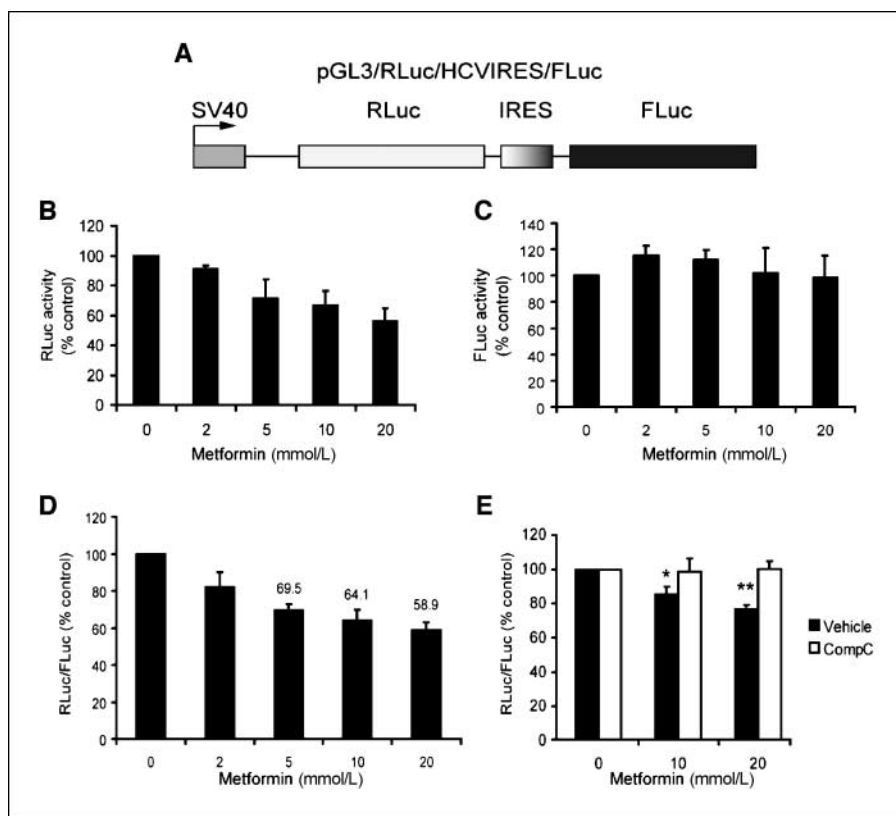 A
pGL3/RLuc/HCVIRES/FLuc
SV40 RLuc IRES FLuc
B
RLuc activity
(% control)
120
100
80
60
40
20
0
0 2 5 10 20
Metformin (mmol/L)
C
FLuc activity
(% control)
140
120
100
80
60
40
20
0
0 2 5 10 20
Metformin (mmol/L)
D
RLuc/FLuc (% control)
120
100
80
60
40
20
0
69.5
64.1
58.9
0 2 5 10 20
Metformin (mmol/L)
E
RLuc/FLuc (% control)
120
100
80
60
40
20
0
*
**
0 10 20
Metformin (mmol/L)
Vehicle
CompC